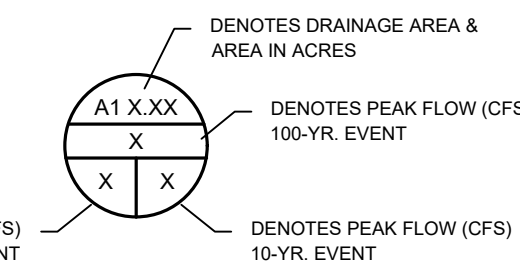 DENOTES DRAINAGE AREA &
AREA IN ACRES
A1 X.XX
DENOTES PEAK FLOW (CFS
100-YR. EVENT
X
X X
DENOTES PEAK FLOW (CFS)
10-YR. EVENT